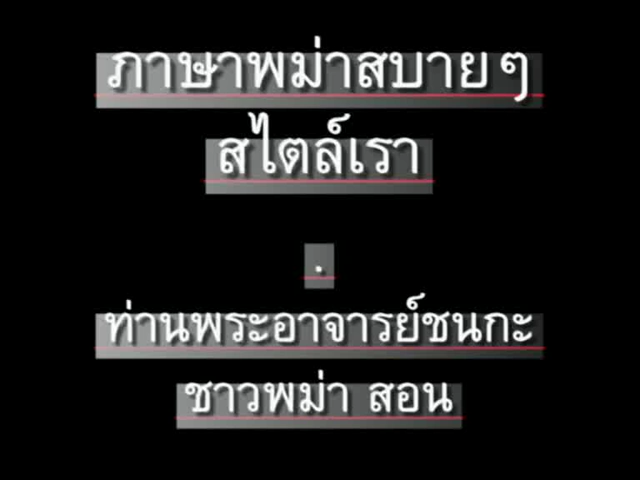 ภาษาพม่าสบายๆ
สไตล์เรา
.
ท่านพระอาจารย์ชนกะ
ชาวพม่า สอน